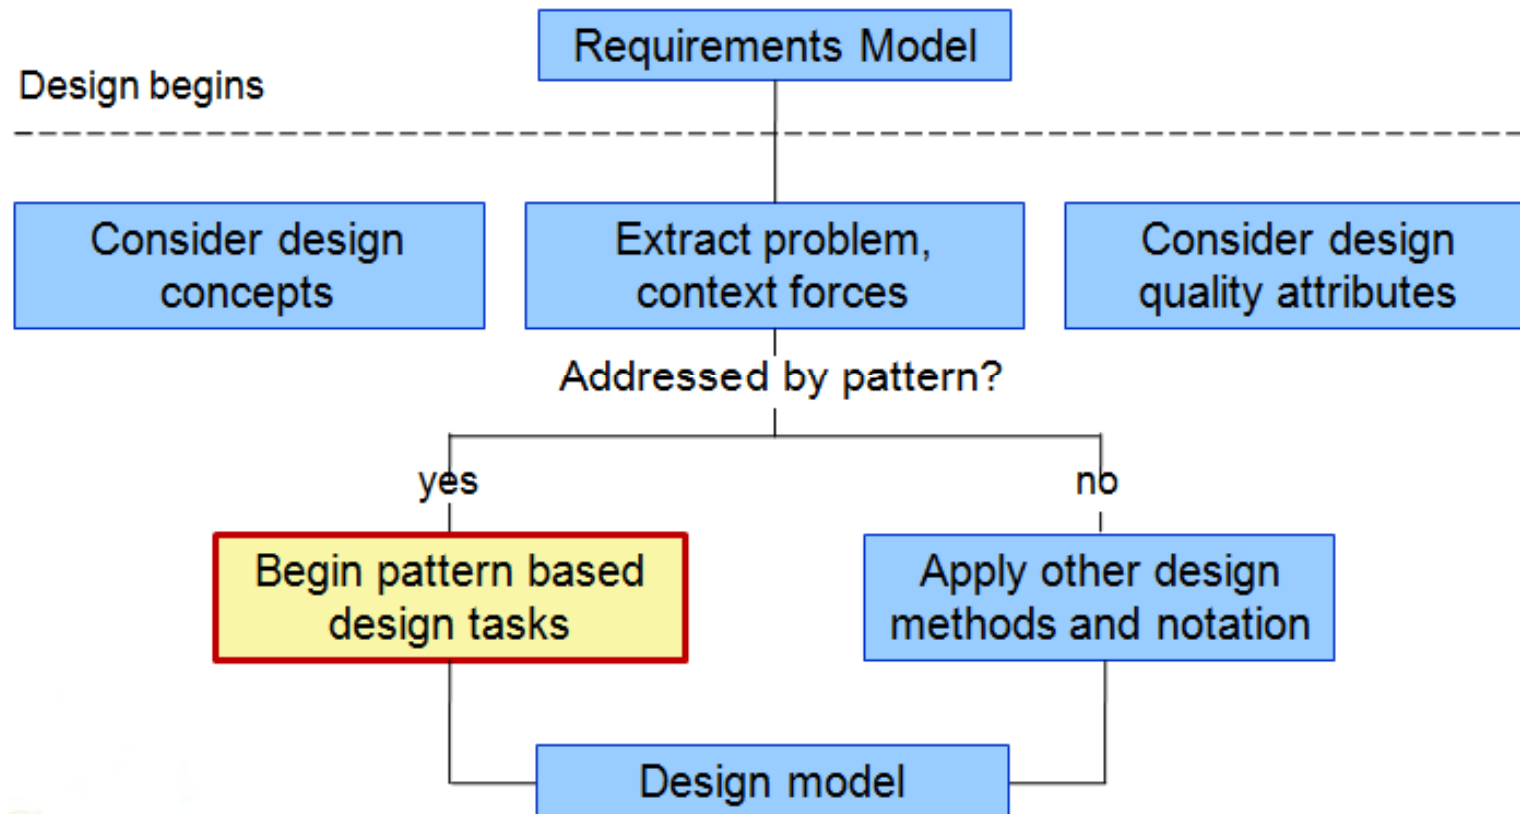 Requirements Model
Design begins
Consider design
concepts
Extract problem,
context forces
Consider design
quality attributes
Addressed by pattern?
yes
no
Begin pattern based
design tasks
Apply other design
methods and notation
Design model